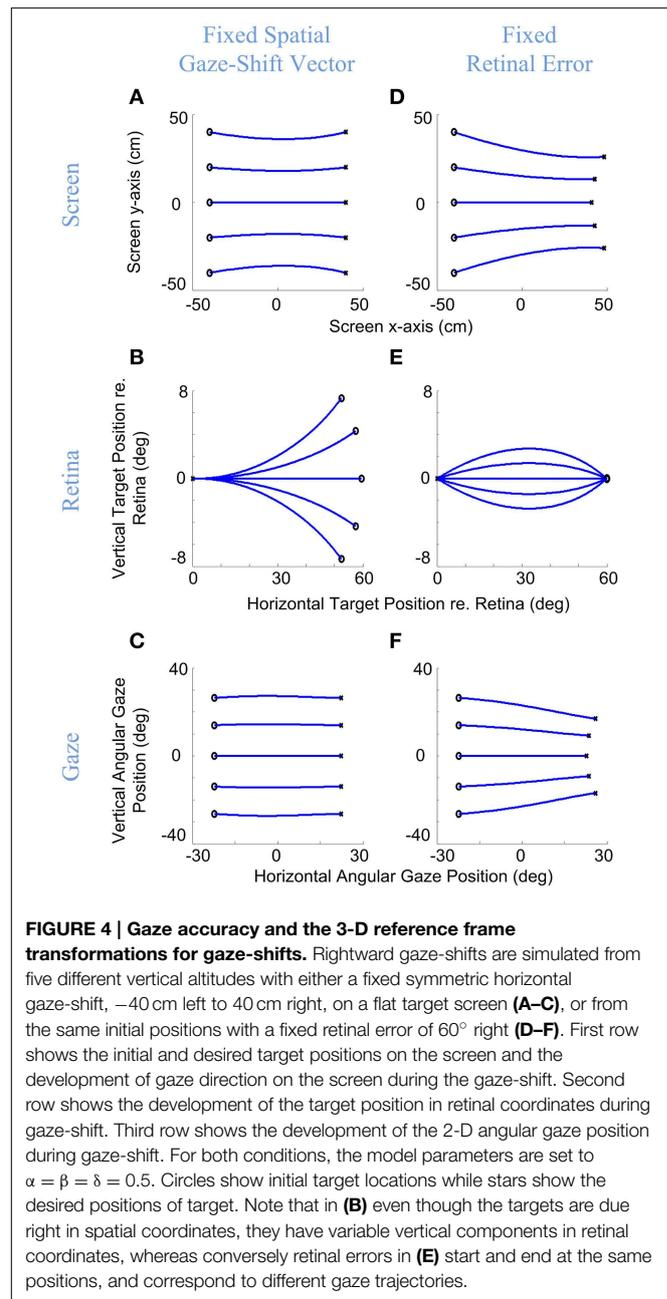 Fixed Spatial
Gaze-Shift Vector
Fixed
Retinal Error
Screen
A
Screen y-axis (cm)
50
0
-50
-50
0
50
D
50
0
-50
-50
0
50
Screen x-axis (cm)
Retina
B
Vertical Target Position re.
Retina (deg)
8
0
-8
0
30
60
E
8
0
-8
0
30
60
Horizontal Target Position re. Retina (deg)
Gaze
C
Vertical Angular Gaze
Position (deg)
40
0
-40
-30
0
30
F
40
0
-40
-30
0
30
Horizontal Angular Gaze Position (deg)
FIGURE 4 | Gaze accuracy and the 3-D reference frame
transformations for gaze-shifts. Rightward gaze-shifts are simulated from
five different vertical altitudes with either a fixed symmetric horizontal
gaze-shift, −40 cm left to 40 cm right, on a flat target screen (A–C), or from
the same initial positions with a fixed retinal error of 60° right (D–F). First row
shows the initial and desired target positions on the screen and the
development of gaze direction on the screen during the gaze-shift. Second
row shows the development of the target position in retinal coordinates during
gaze-shift. Third row shows the development of the 2-D angular gaze position
during gaze-shift. For both conditions, the model parameters are set to
α = β = δ = 0.5. Circles show initial target locations while stars show the
desired positions of target. Note that in (B) even though the targets are due
right in spatial coordinates, they have variable vertical components in retinal
coordinates, whereas conversely retinal errors in (E) start and end at the same
positions, and correspond to different gaze trajectories.